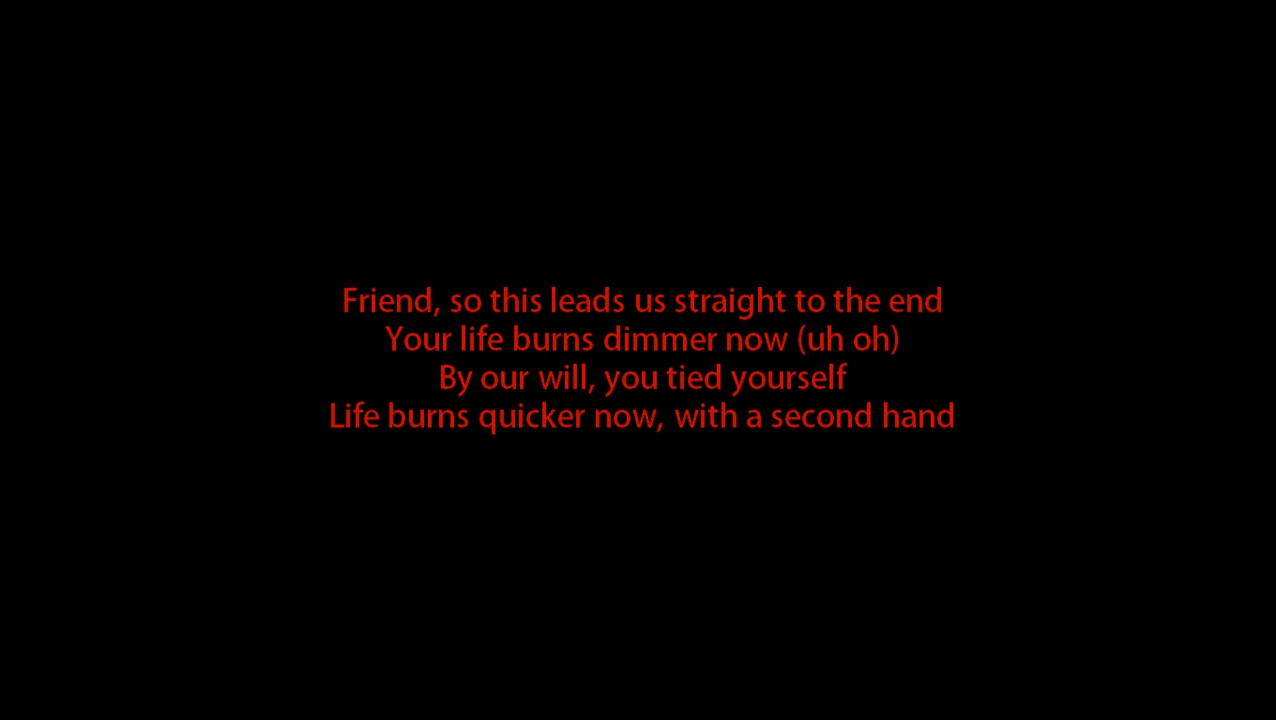 Friend, so this leads us straight to the end
Your life burns dimmer now (uh oh)
By our will, you tied yourself
Life burns quicker now, with a second hand